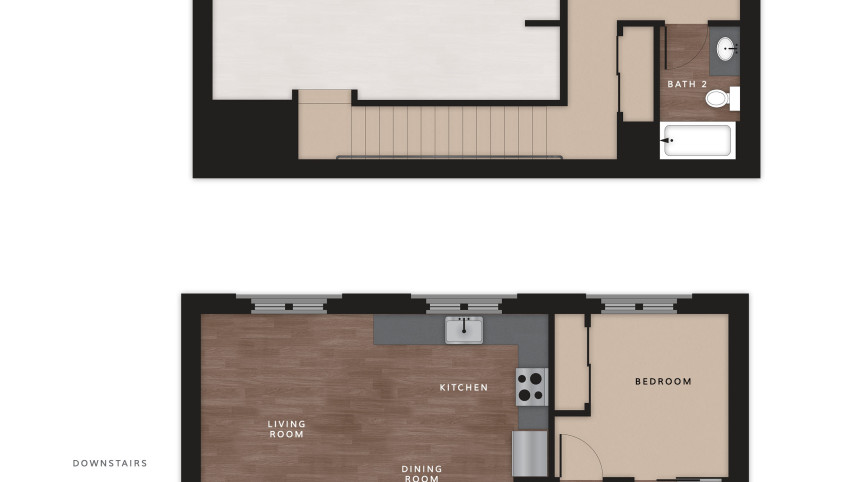 BATH 2
KITCHEN
BEDROOM
LIVING
ROOM
DOWNSTAIRS
DINING
ROOM